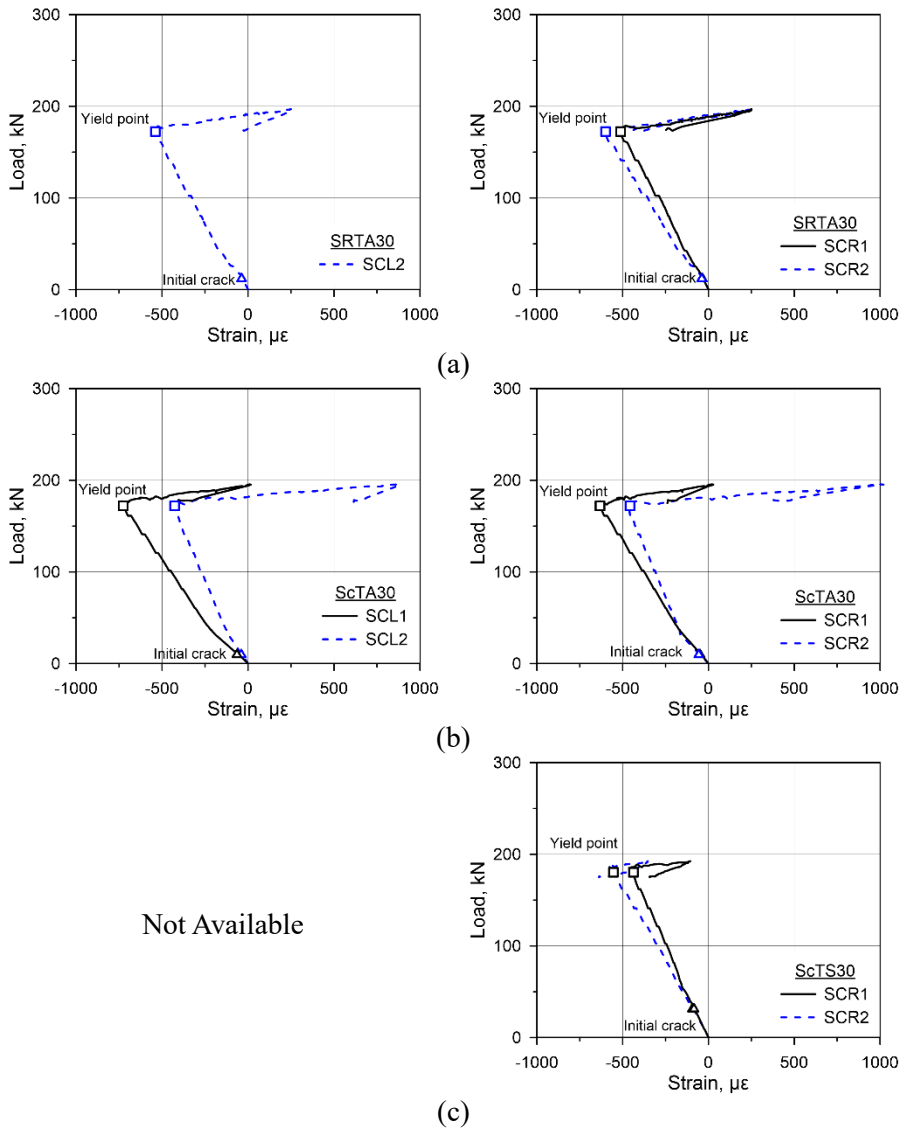 300
200
100
0
Load, kN
Yield point
Initial crack
SRTA30
SCL2
-1000 -500 0 500 1000
Strain, µε
300
200
100
0
Load, kN
Yield point
Initial crack
SRTA30
SCR1
SCR2
-1000 -500 0 500 1000
Strain, µε
(a)
300
200
100
0
Load, kN
Yield point
Initial crack
ScTA30
SCL1
SCL2
-1000 -500 0 500 1000
Strain, µε
300
200
100
0
Load, kN
Yield point
Initial crack
ScTA30
SCR1
SCR2
-1000 -500 0 500 1000
Strain, µε
(b)
Not Available
300
200
100
0
Load, kN
Yield point
Initial crack
ScTS30
SCR1
SCR2
-1000 -500 0 500 1000
Strain, µε
(c)